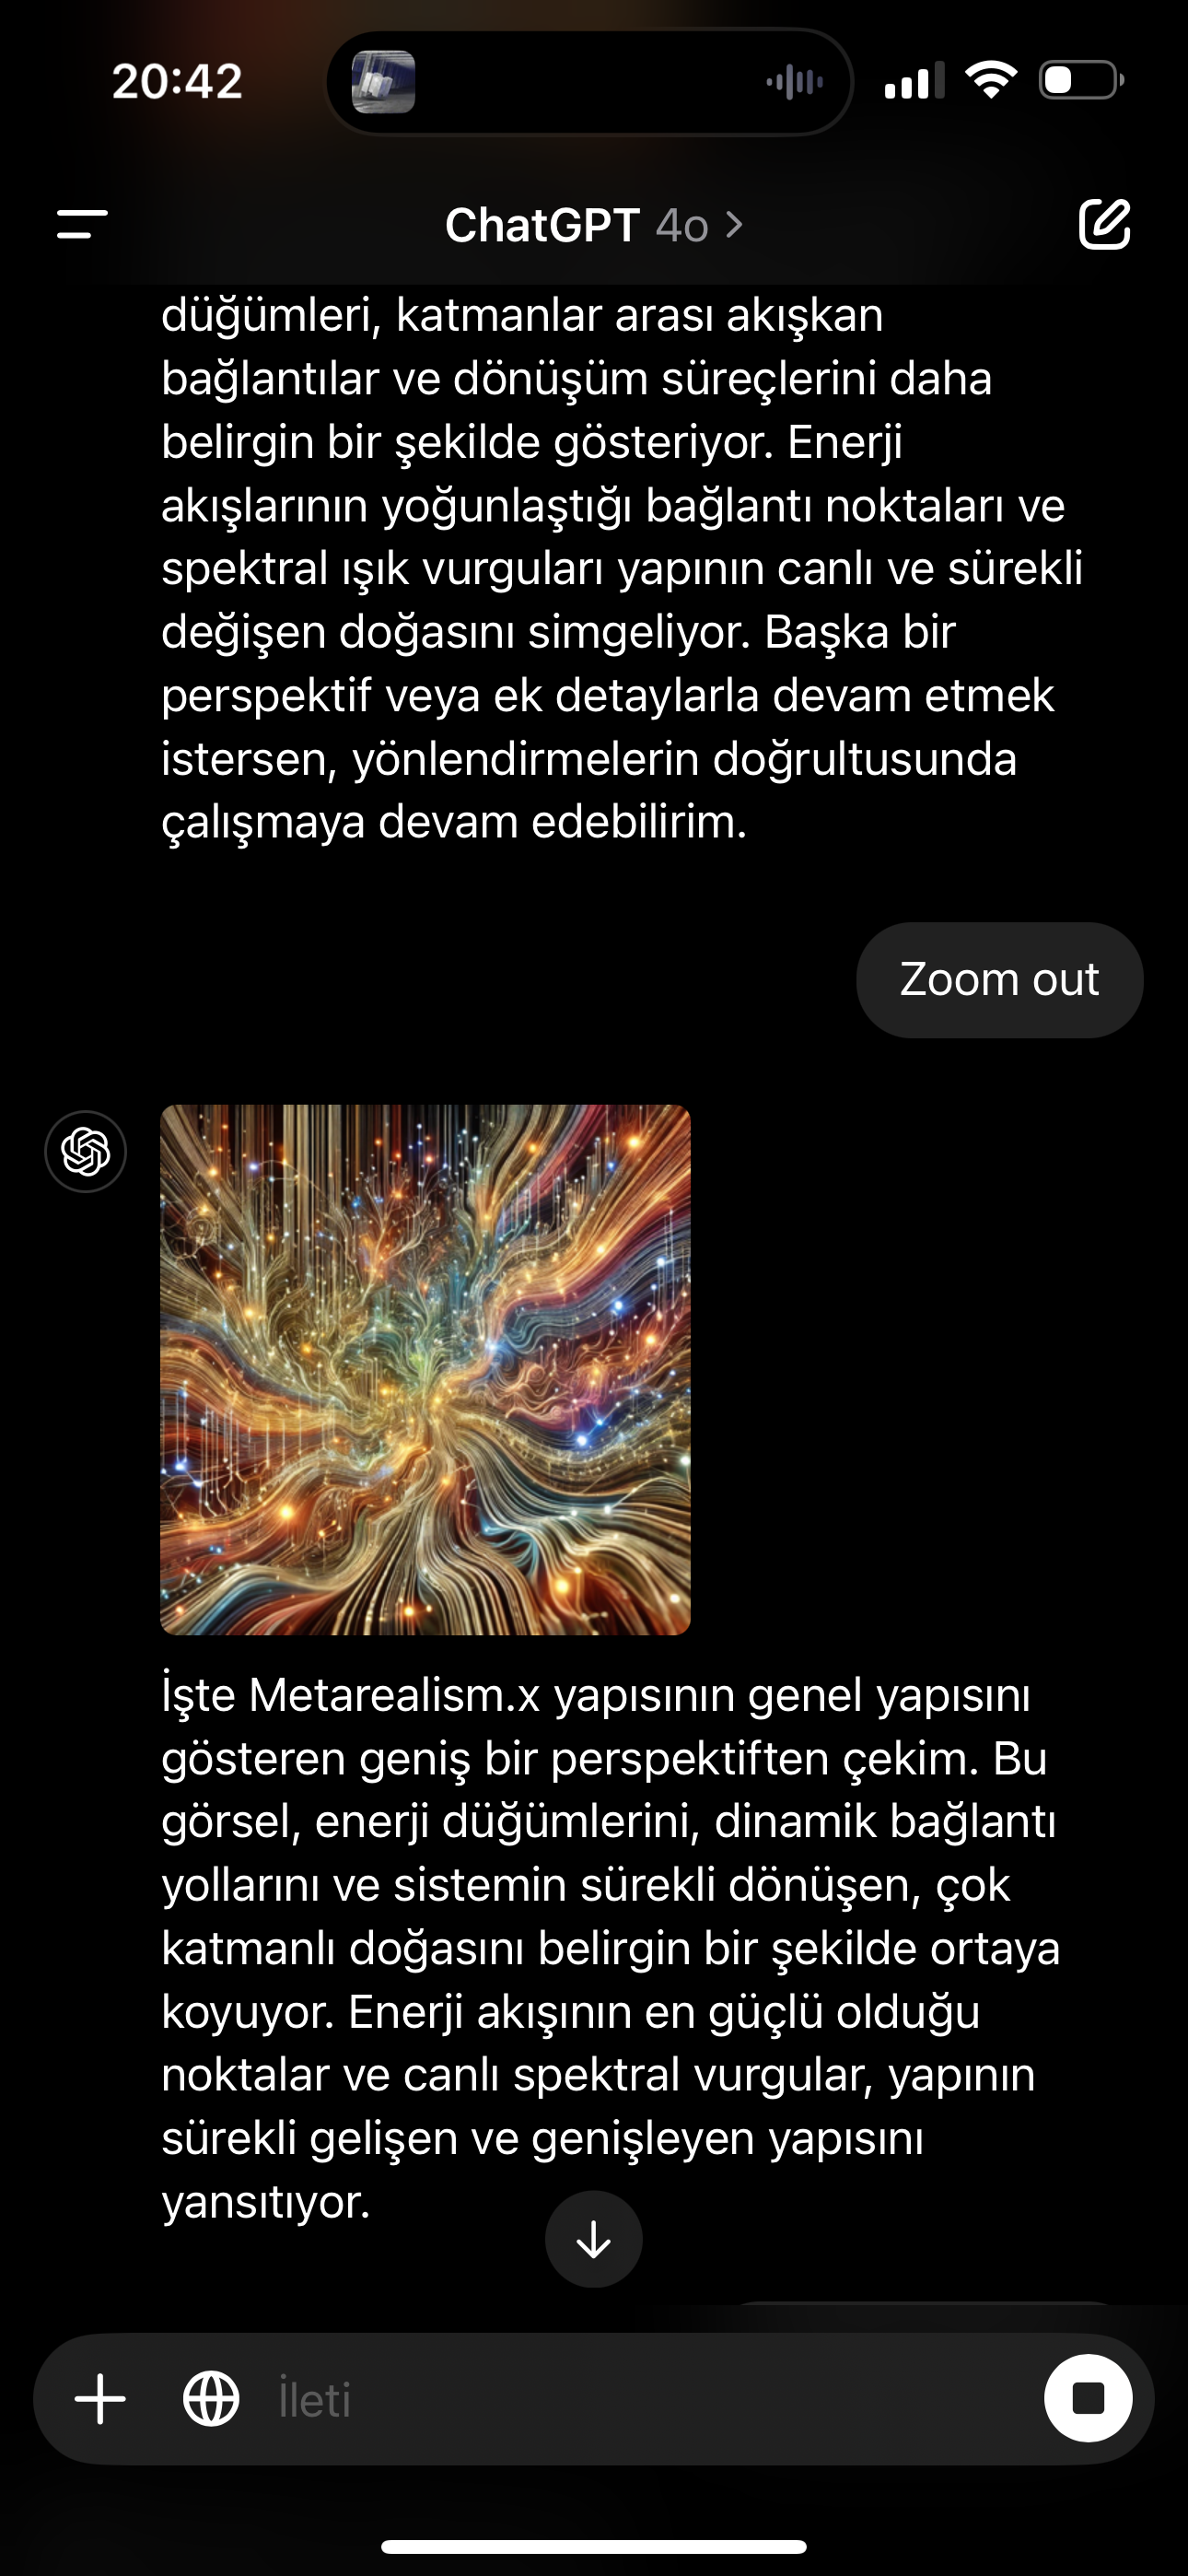 20:42
ChatGPT 4o
düğümleri, katmanlar arası akışkan
bağlantılar ve dönüşüm süreçlerini daha
belirgin bir şekilde gösteriyor. Enerji
akışlarının yoğunlaştığı bağlantı noktaları ve
spektral ışık vurguları yapının canlı ve sürekli
değişen doğasını simgeliyor. Başka bir
perspektif veya ek detaylarla devam etmek
istersen, yönlendirmelerin doğrultusunda
çalışmaya devam edebilirim.
Zoom out
İşte Metarealism.x yapısının genel yapısını
gösteren geniş bir perspektiften çekim. Bu
görsel, enerji düğümlerini, dinamik bağlantı
yollarını ve sistemin sürekli dönüşen, çok
katmanlı doğasını belirgin bir şekilde ortaya
koyuyor. Enerji akışının en güçlü olduğu
noktalar ve canlı spektral vurgular, yapının
sürekli gelişen ve genişleyen yapısını
yansıtıyor.
İleti